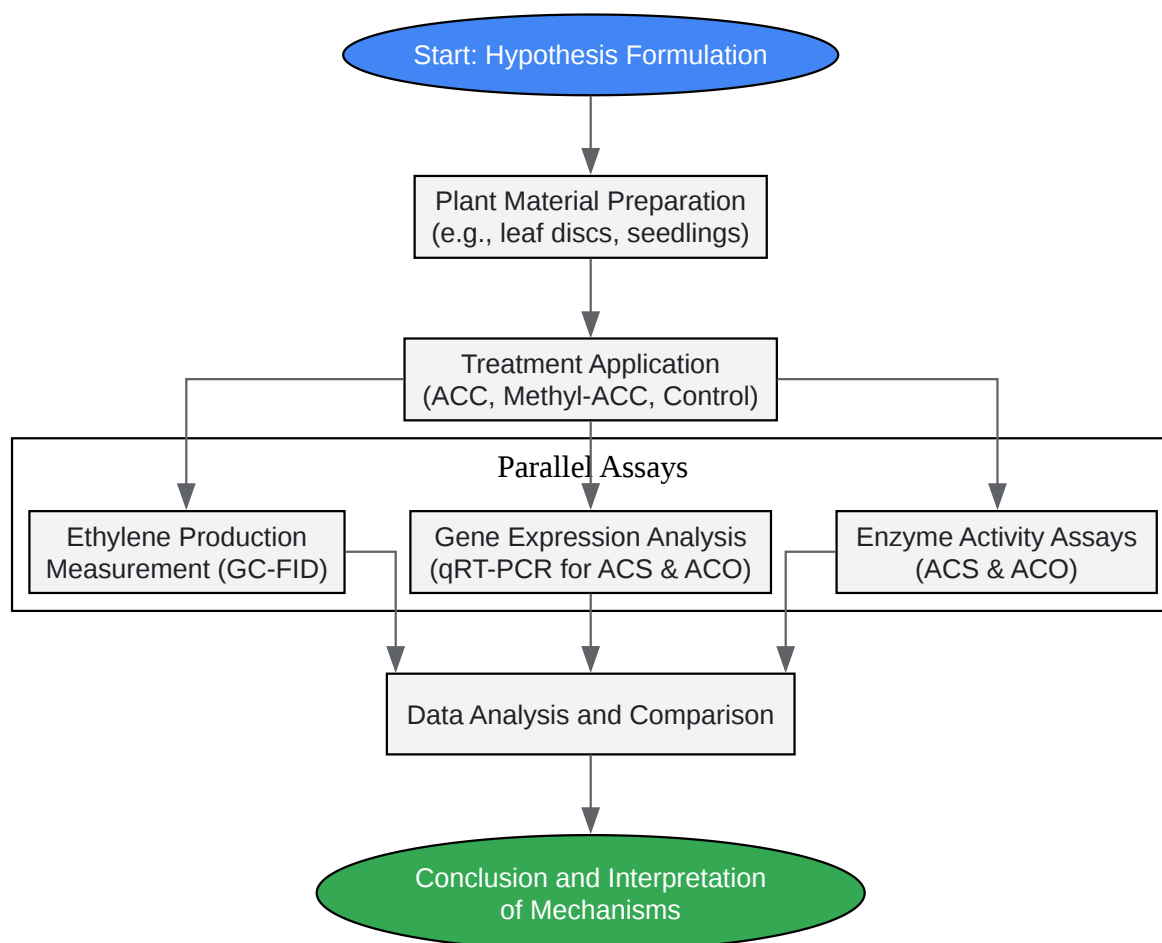 Start: Hypothesis Formulation
Plant Material Preparation
(e.g., leaf discs, seedlings)
Treatment Application
(ACC, Methyl-ACC, Control)
Parallel Assays
Ethylene Production
Measurement (GC-FID)
Gene Expression Analysis
(qRT-PCR for ACS & ACO)
Enzyme Activity Assays
(ACS & ACO)
Data Analysis and Comparison
Conclusion and Interpretation
of Mechanisms